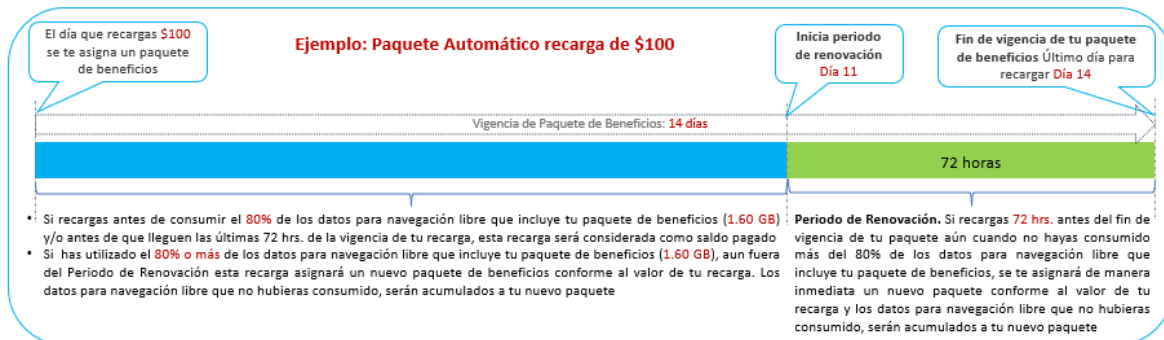 El día que recargas $100
se te asigna un paquete
de beneficios
Ejemplo: Paquete Automático recarga de $100
Inicia periodo
de renovación
Día 11
Fin de vigencia de tu paquete
de beneficios Último día para
recargar Día 14
Vigencia de Paquete de Beneficios: 14 días
72 horas
• Si recargas antes de consumir el 80% de los datos para navegación libre que incluye tu paquete de beneficios (1.60 GB)
y/o antes de que lleguen las últimas 72 hrs. de la vigencia de tu recarga, esta recarga será considerada como saldo pagado
• Si has utilizado el 80% o más de los datos para navegación libre que incluye tu paquete de beneficios (1.60 GB), aun fuera
del Periodo de Renovación esta recarga asignará un nuevo paquete de beneficios conforme al valor de tu recarga. Los
datos para navegación libre que no hubieras consumido, serán acumulados a tu nuevo paquete
Periodo de Renovación. Si recargas 72 hrs. antes del fin de
vigencia de tu paquete aún cuando no hayas consumido
más del 80% de los datos para navegación libre que
incluye tu paquete de beneficios, se te asignará de manera
inmediata un nuevo paquete conforme al valor de tu
recarga y los datos para navegación libre que no hubieras
consumido, serán acumulados a tu nuevo paquete